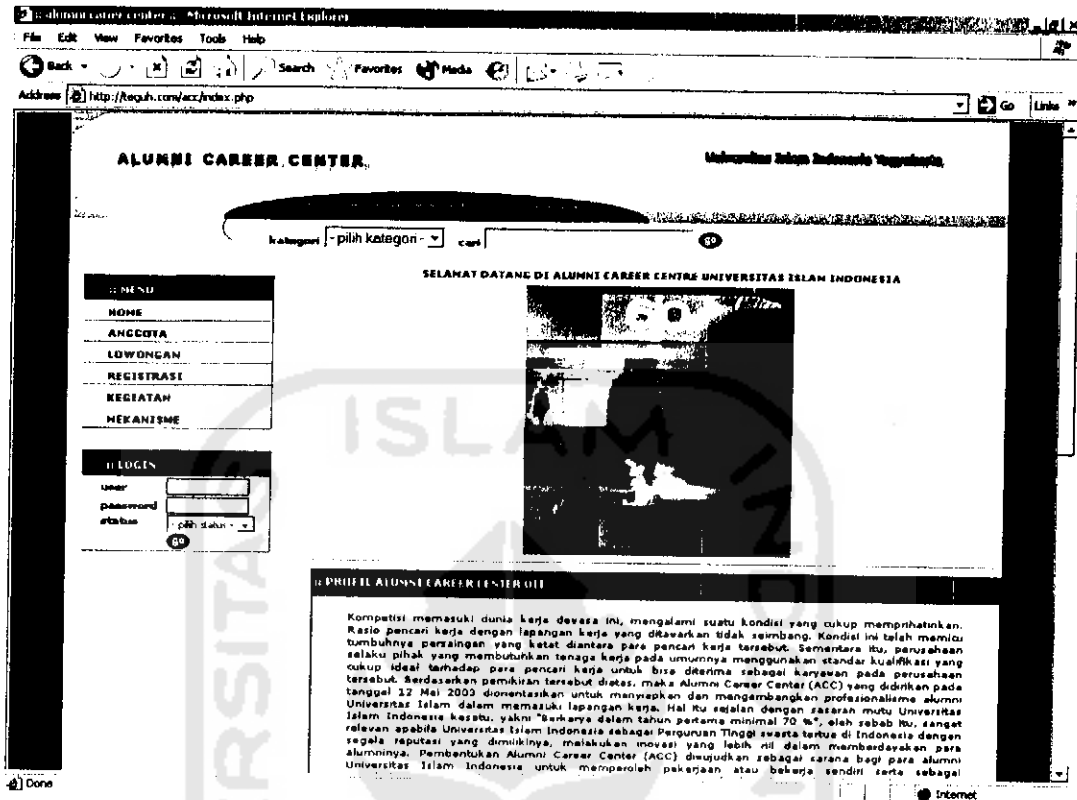 :: alumni career center :: - Microsoft Internet Explorer
File Edit View Favorites Tools Help
Back Search Favorites Media
Address http://teguh.com/acc/index.php Go Links
ALUMNI CAREER CENTER
Universitas Islam Indonesia Yogyakarta
kategori - pilih kategori - cari go
SELAMAT DATANG DI ALUMNI CAREER CENTRE UNIVERSITAS ISLAM INDONESIA
:: MENU
HOME
ANGGOTA
LOWONGAN
REGISTRASI
KEGIATAN
MEKANISME
:: LOGIN
user
password
status - pilih status -
go
:: PROFIL ALUMNI CAREER CENTER UII
Kompetisi memasuki dunia kerja dewasa ini, mengalami suatu kondisi yang cukup memprihatinkan.
Rasio pencari kerja dengan lapangan kerja yang ditawarkan tidak seimbang. Kondisi ini telah memicu
tumbuhnya persaingan yang ketat diantara para pencari kerja tersebut. Sementara itu, perusahaan
selaku pihak yang membutuhkan tenaga kerja pada umumnya menggunakan standar kualifikasi yang
cukup ideal terhadap para pencari kerja untuk bisa diterima sebagai karyawan pada perusahaan
tersebut. Berdasarkan pemikiran tersebut diatas, maka Alumni Career Center (ACC) yang didirikan pada
tanggal 12 Mei 2003 diorientasikan untuk menyiapkan dan mengembangkan profesionalisme alumni
Universitas Islam dalam memasuki lapangan kerja. Hal itu sejalan dengan sasaran mutu Universitas
Islam Indonesia kesatu, yakni "Berkarya dalam tahun pertama minimal 70 %", oleh sebab itu, sangat
relevan apabila Universitas Islam Indonesia sebagai Perguruan Tinggi swasta tertua di Indonesia dengan
segala reputasi yang dimilikinya, melakukan inovasi yang lebih riil dalam memberdayakan para
alumninya. Pembentukan Alumni Career Center (ACC) diwujudkan sebagai sarana bagi para alumni
Universitas Islam Indonesia untuk memperoleh pekerjaan atau bekerja sendiri serta sebagai
Done
Internet
ISLAM